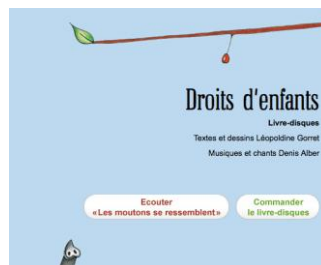 Droits d'enfants
Livre-disques
Textes et dessins Léopoldine Gorret
Musiques et chants Denis Alber
Ecouter
«Les moutons se ressemblent»
Commander
le livre-disques